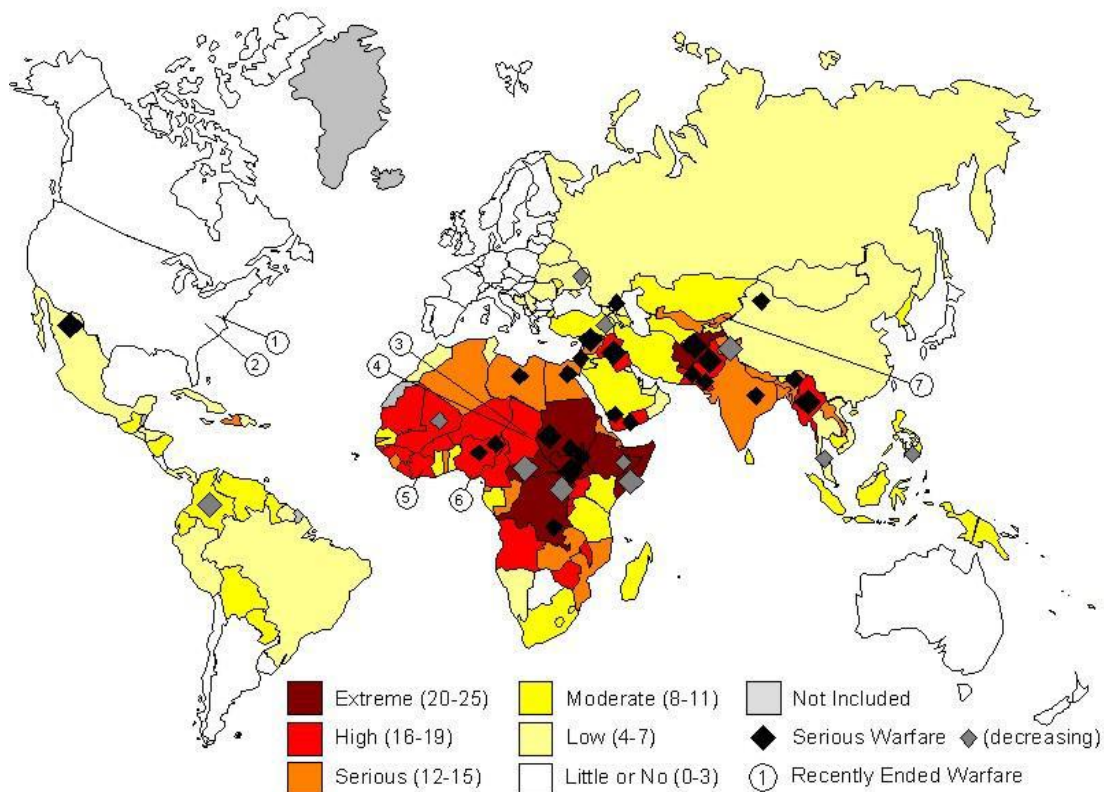 3
4
1
2
7
5
6
Extreme (20-25)
High (16-19)
Serious (12-15)
Moderate (8-11)
Low (4-7)
Little or No (0-3)
Not Included
Serious Warfare (decreasing)
1 Recently Ended Warfare